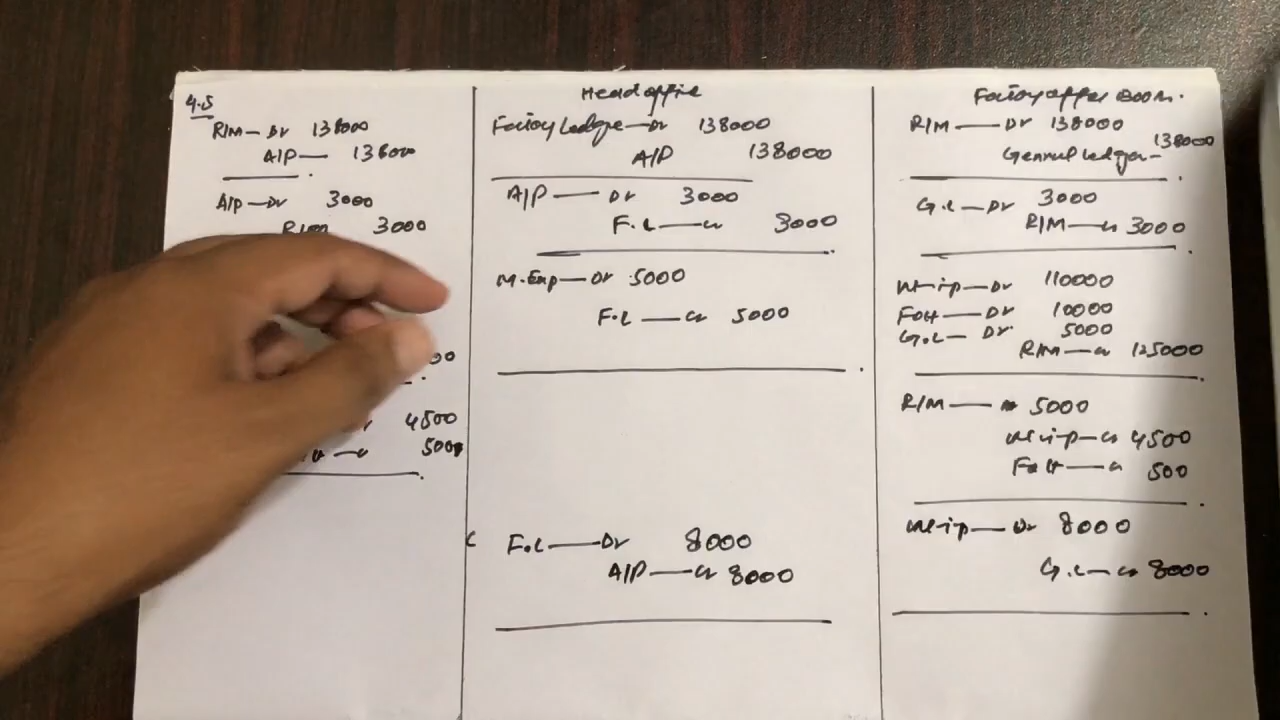 4.5
R/M — Dr 138000
A/P — 138000
A/p — Dr 3000
R/M 3000
00
4500
500
Head office
Factory Ledger — Dr 138000
A/P 138000
A/P — Dr 3000
F.L — Cr 3000
M.Exp — Dr 5000
F.L — Cr 5000
F.L — Dr 8000
A/P — Cr 8000
Factory office Books.
R/M — Dr 138000
General Ledger — 138000
G.L — Dr 3000
R/M — Cr 3000
W-i-p — Dr 110000
FOH — Dr 10000
G.L — Dr. 5000
R/M — Cr 125000
R/M — 5000
W-i-p — Cr 4500
FOH — Cr 500
W-i-p — Dr 8000
G.L — Cr 8000